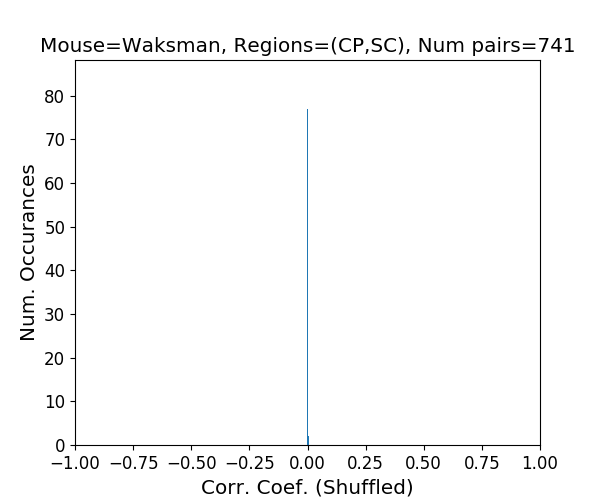 Mouse=Waksman, Regions=(CP,SC), Num pairs=741
Num. Occurances
80
70
60
50
40
30
20
10
0
−1.00 −0.75 −0.50 −0.25 0.00 0.25 0.50 0.75 1.00
Corr. Coef. (Shuffled)